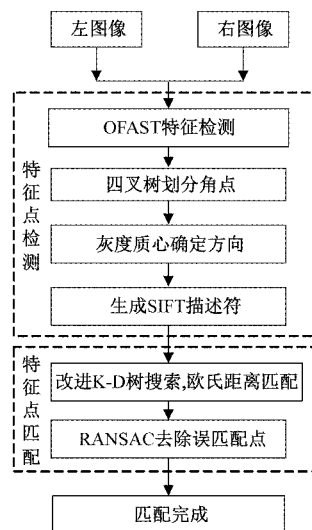 左图像
右图像
特征点检测
OFAST特征检测
四叉树划分角点
灰度质心确定方向
生成SIFT描述符
特征点匹配
改进K-D树搜索,欧氏距离匹配
RANSAC去除误匹配点
匹配完成